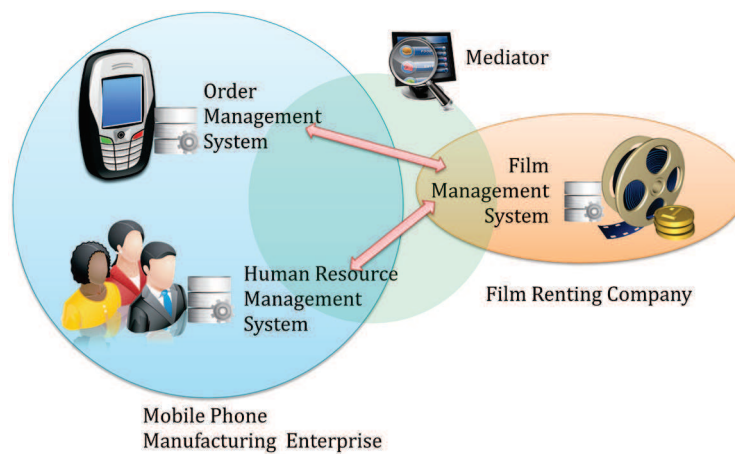 Order
Management
System
Mediator
Film
Management
System
Human Resource
Management
System
Film Renting Company
Mobile Phone
Manufacturing Enterprise